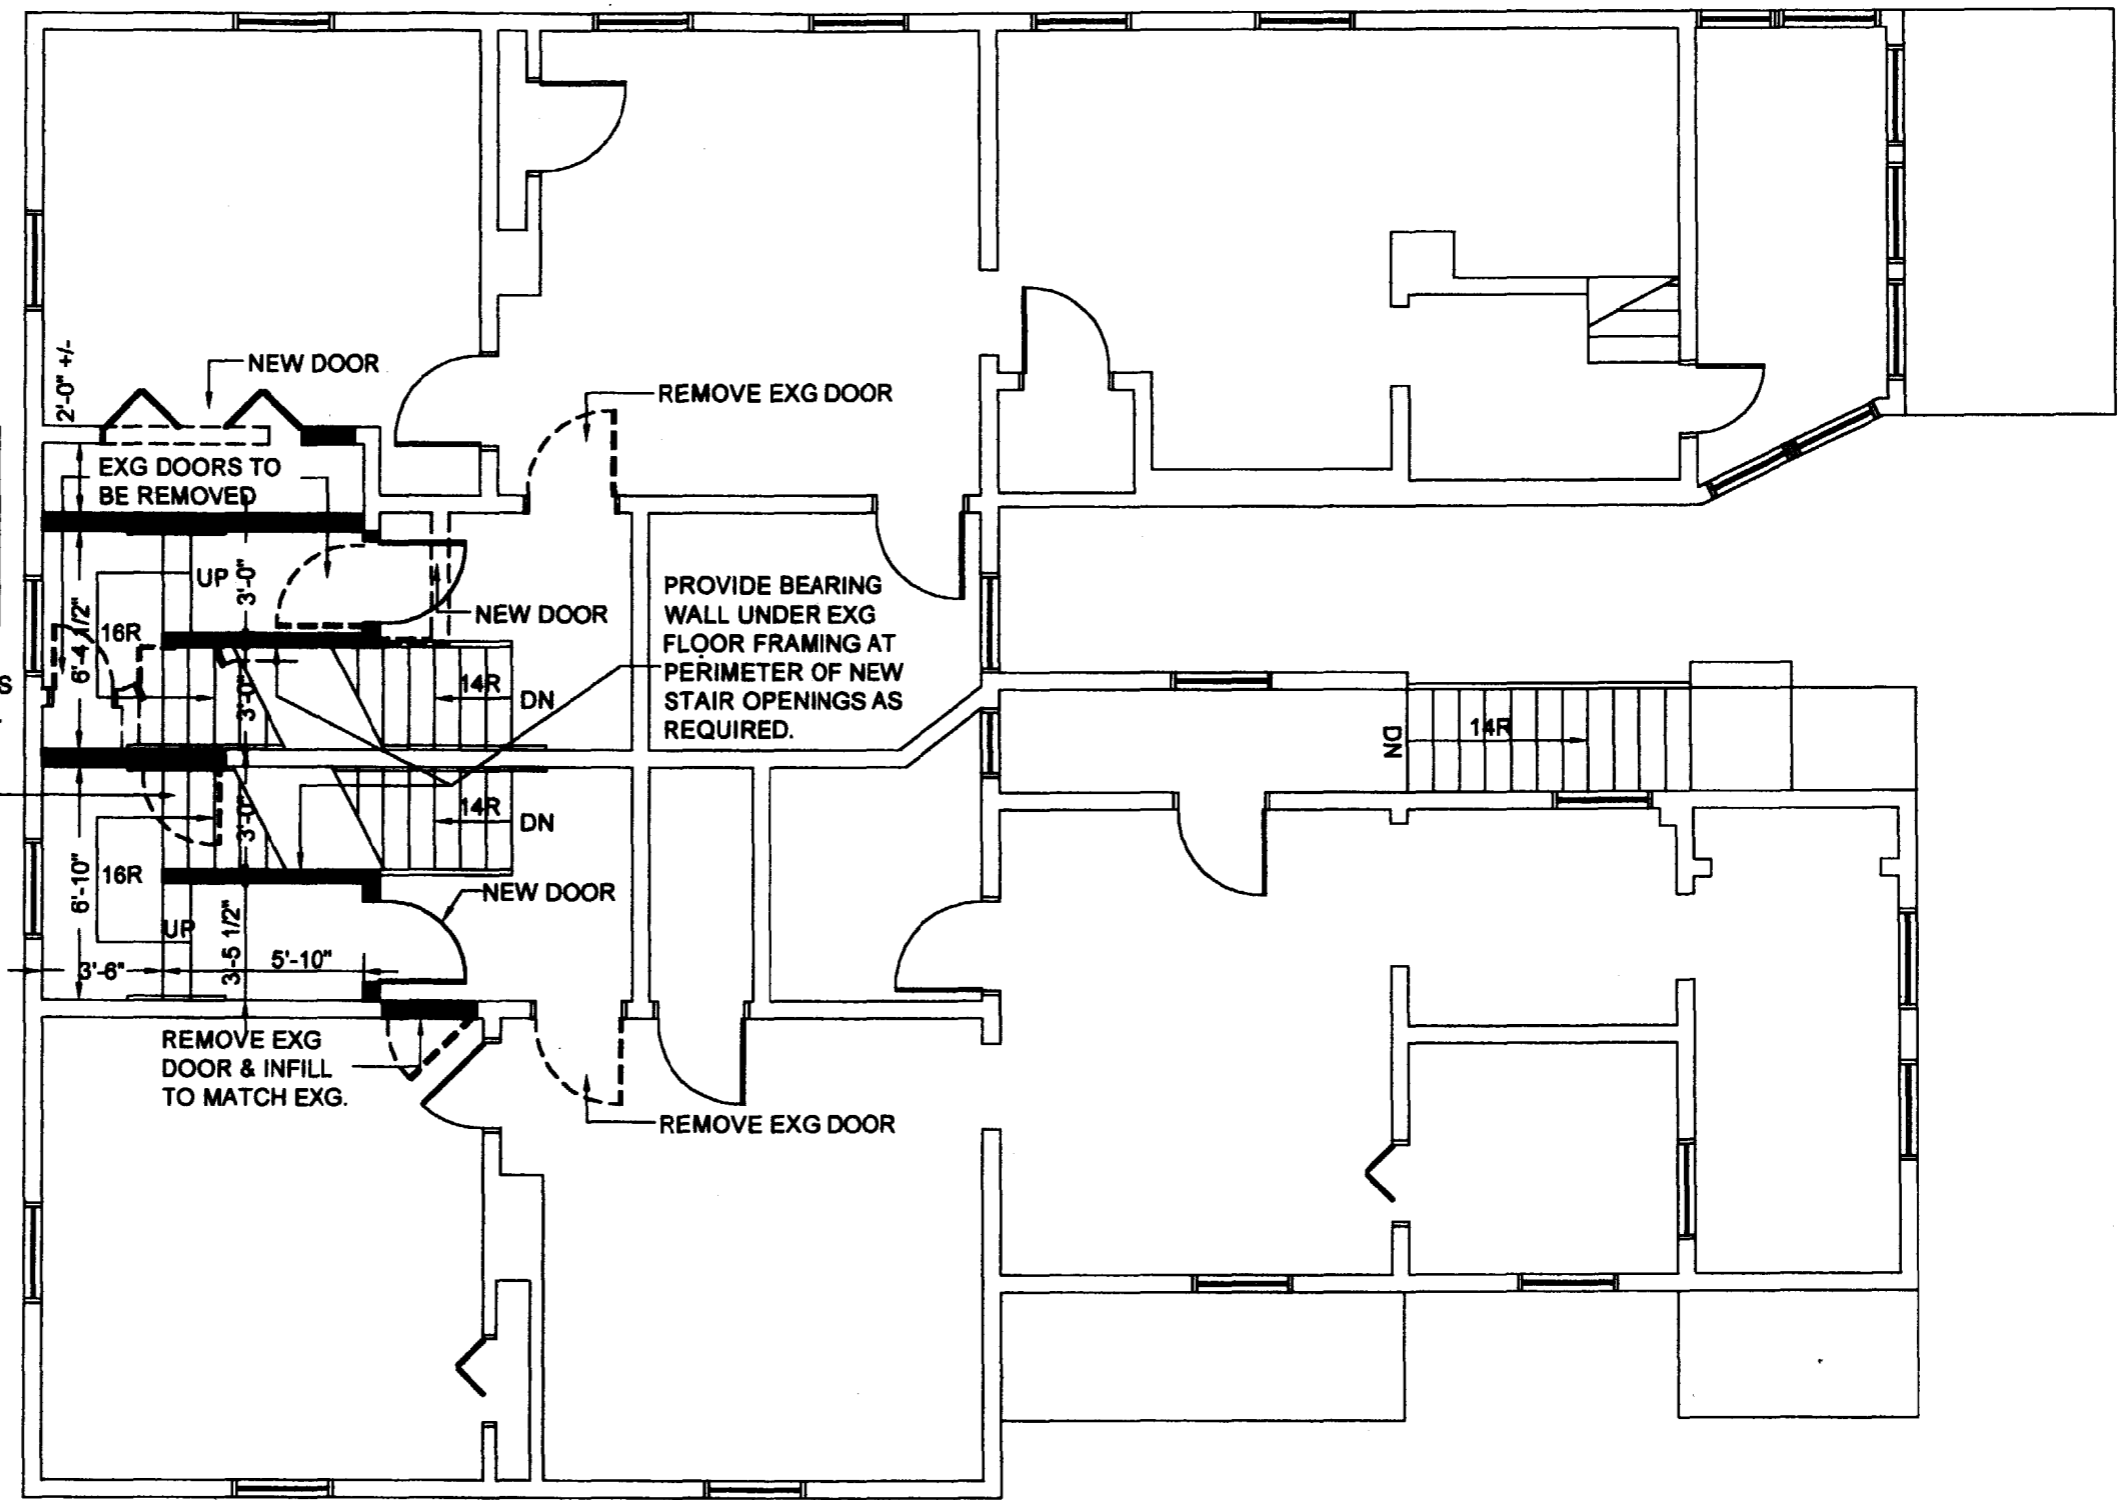 2'-0" +/-
NEW DOOR
REMOVE EXG DOOR
EXG DOORS TO
BE REMOVED
UP
3'-0"
6'-4 1/2"
16R
NEW DOOR
PROVIDE BEARING
WALL UNDER EXG
FLOOR FRAMING AT
PERIMETER OF NEW
STAIR OPENINGS AS
REQUIRED.
S
3'-0"
14R
DN
14R
DN
3'-0"
14R
DN
6'-10"
16R
UP
3'-5 1/2"
NEW DOOR
3'-6"
5'-10"
REMOVE EXG
DOOR & INFILL
TO MATCH EXG.
REMOVE EXG DOOR